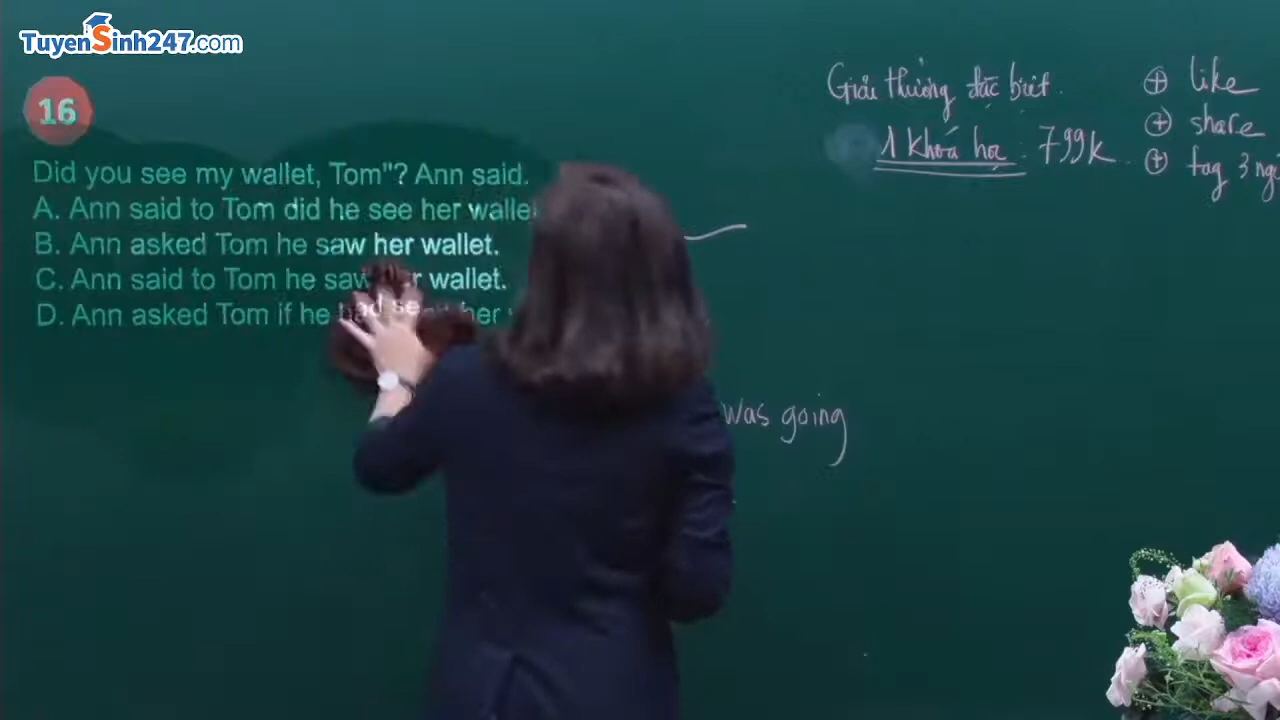 TuyenSinh247.com
16
Did you see my wallet, Tom"? Ann said.
A. Ann said to Tom did he see her
B. Ann asked Tom he saw her wallet.
C. Ann said to Tom he saw wallet.
D. Ann asked Tom if he had her
Giải thưởng đặc biệt.
1 khoá học : 799k
+ like
+ share
+ tag 3
was going